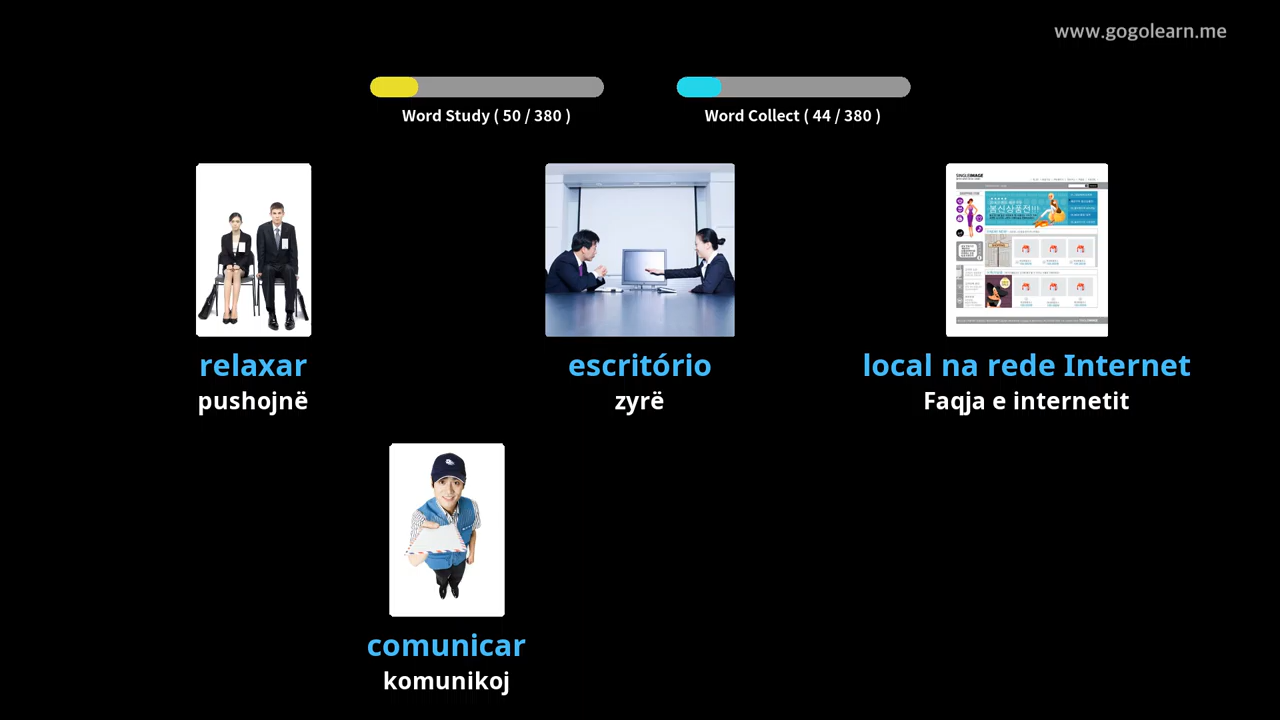 www.gogolearn.me
Word Study ( 50 / 380 )
Word Collect ( 44 / 380 )
relaxar
pushojnë
escritório
zyrë
local na rede Internet
Faqja e internetit
comunicar
komunikoj